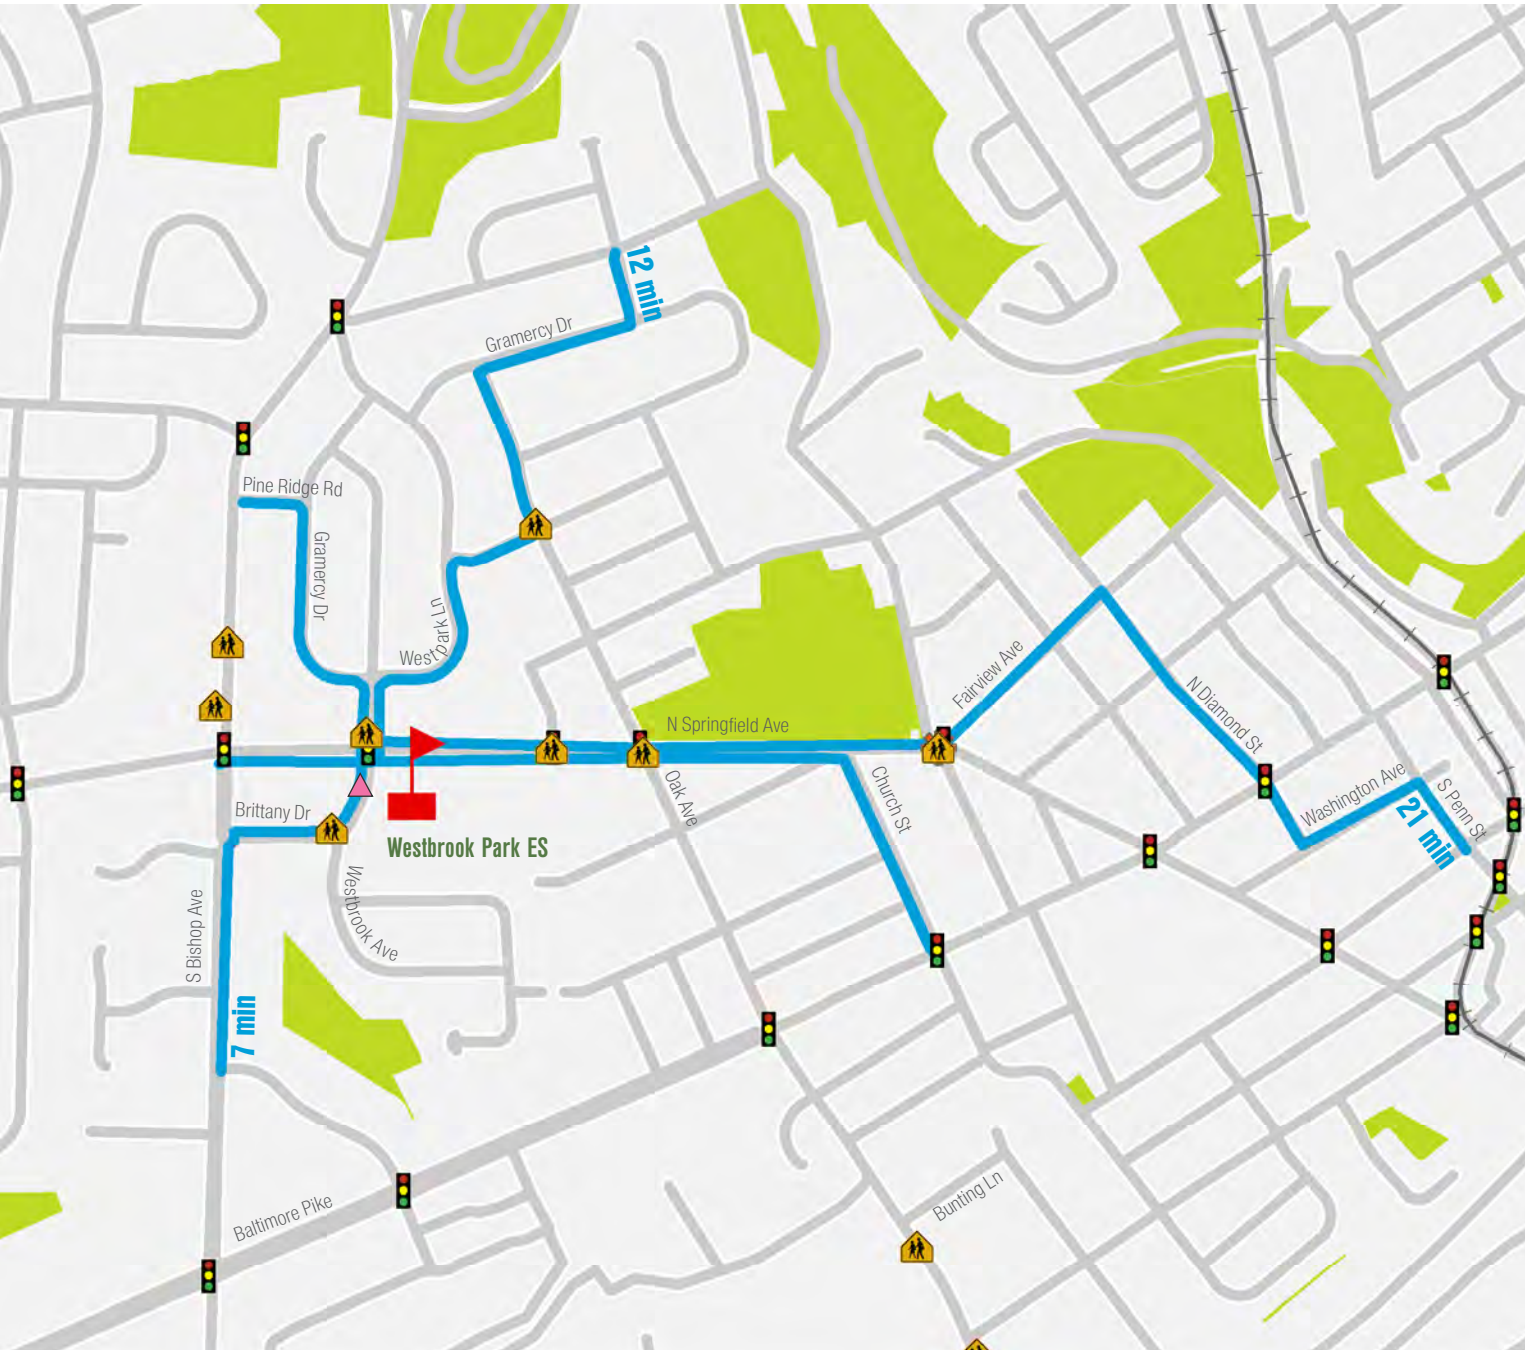 12 min
Gramercy Dr
Pine Ridge Rd
Gramercy Dr
Westpark Ln
N Springfield Ave
Fairview Ave
N Diamond St
Washington Ave
S Penn St
21 min
Oak Ave
Church St
Brittany Dr
Westbrook Park ES
Westbrook Ave
S Bishop Ave
7 min
Baltimore Pike
Bunting Ln